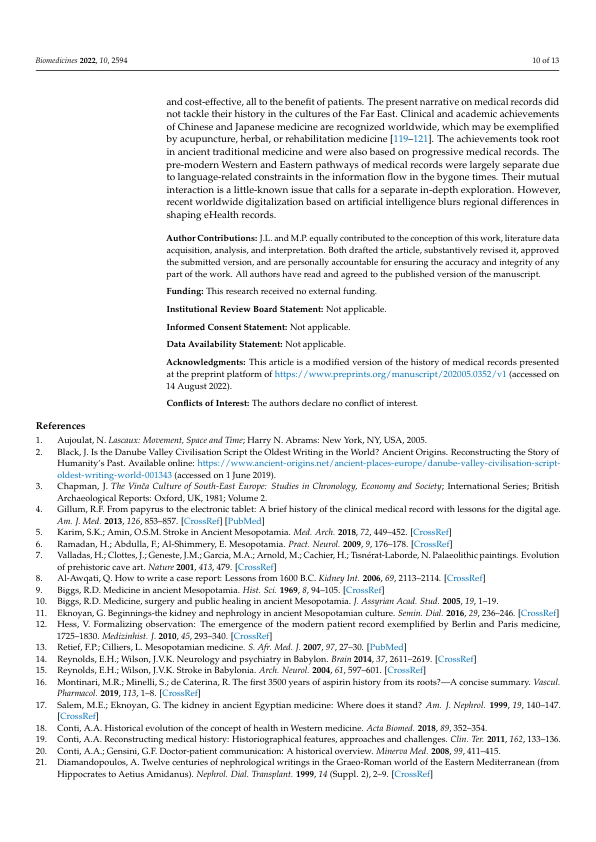 Biomedicines 2022, 10, 2594
10 of 13
and cost-effective, all to the benefit of patients. The present narrative on medical records did
not tackle their history in the cultures of the Far East. Clinical and academic achievements
of Chinese and Japanese medicine are recognized worldwide, which may be exemplified
by acupuncture, herbal, or rehabilitation medicine [119–121]. The achievements took root
in ancient traditional medicine and were also based on progressive medical records. The
pre-modern Western and Eastern pathways of medical records were largely separate due
to language-related constraints in the information flow in the bygone times. Their mutual
interaction is a little-known issue that calls for a separate in-depth exploration. However,
recent worldwide digitalization based on artificial intelligence blurs regional differences in
shaping eHealth records.
Author Contributions: J.L. and M.P. equally contributed to the conception of this work, literature data
acquisition, analysis, and interpretation. Both drafted the article, substantively revised it, approved
the submitted version, and are personally accountable for ensuring the accuracy and integrity of any
part of the work. All authors have read and agreed to the published version of the manuscript.
Funding: This research received no external funding.
Institutional Review Board Statement: Not applicable.
Informed Consent Statement: Not applicable.
Data Availability Statement: Not applicable.
Acknowledgments: This article is a modified version of the history of medical records presented
at the preprint platform of https://www.preprints.org/manuscript/202005.0352/v1 (accessed on
14 August 2022).
Conflicts of Interest: The authors declare no conflict of interest.
References
1. Aujoulat, N. Lascaux: Movement, Space and Time; Harry N. Abrams: New York, NY, USA, 2005.
2. Black, J. Is the Danube Valley Civilisation Script the Oldest Writing in the World? Ancient Origins. Reconstructing the Story of
Humanity's Past. Available online: https://www.ancient-origins.net/ancient-places-europe/danube-valley-civilisation-script-
oldest-writing-world-001343 (accessed on 1 June 2019).
3. Chapman, J. The Vinča Culture of South-East Europe: Studies in Chronology, Economy and Society; International Series; British
Archaeological Reports: Oxford, UK, 1981; Volume 2.
4. Gillum, R.F. From papyrus to the electronic tablet: A brief history of the clinical medical record with lessons for the digital age.
Am. J. Med. 2013, 126, 853–857. [CrossRef] [PubMed]
5. Karim, S.K.; Amin, O.S.M. Stroke in Ancient Mesopotamia. Med. Arch. 2018, 72, 449–452. [CrossRef]
6. Ramadan, H.; Abdulla, F.; Al-Shimmery, E. Mesopotamia. Pract. Neurol. 2009, 9, 176–178. [CrossRef]
7. Valladas, H.; Clottes, J.; Geneste, J.M.; Garcia, M.A.; Arnold, M.; Cachier, H.; Tisnérat-Laborde, N. Palaeolithic paintings. Evolution
of prehistoric cave art. Nature 2001, 413, 479. [CrossRef]
8. Al-Awqati, Q. How to write a case report: Lessons from 1600 B.C. Kidney Int. 2006, 69, 2113–2114. [CrossRef]
9. Biggs, R.D. Medicine in ancient Mesopotamia. Hist. Sci. 1969, 8, 94–105. [CrossRef]
10. Biggs, R.D. Medicine, surgery and public healing in ancient Mesopotamia. J. Assyrian Acad. Stud. 2005, 19, 1–19.
11. Eknoyan, G. Beginnings-the kidney and nephrology in ancient Mesopotamian culture. Semin. Dial. 2016, 29, 236–246. [CrossRef]
12. Hess, V. Formalizing observation: The emergence of the modern patient record exemplified by Berlin and Paris medicine,
1725–1830. Medizinhist. J. 2010, 45, 293–340. [CrossRef]
13. Retief, F.P.; Cilliers, L. Mesopotamian medicine. S. Afr. Med. J. 2007, 97, 27–30. [PubMed]
14. Reynolds, E.H.; Wilson, J.V.K. Neurology and psychiatry in Babylon. Brain 2014, 37, 2611–2619. [CrossRef]
15. Reynolds, E.H.; Wilson, J.V.K. Stroke in Babylonia. Arch. Neurol. 2004, 61, 597–601. [CrossRef]
16. Montinari, M.R.; Minelli, S.; de Caterina, R. The first 3500 years of aspirin history from its roots?—A concise summary. Vascul.
Pharmacol. 2019, 113, 1–8. [CrossRef]
17. Salem, M.E.; Eknoyan, G. The kidney in ancient Egyptian medicine: Where does it stand? Am. J. Nephrol. 1999, 19, 140–147.
[CrossRef]
18. Conti, A.A. Historical evolution of the concept of health in Western medicine. Acta Biomed. 2018, 89, 352–354.
19. Conti, A.A. Reconstructing medical history: Historiographical features, approaches and challenges. Clin. Ter. 2011, 162, 133–136.
20. Conti, A.A.; Gensini, G.F. Doctor-patient communication: A historical overview. Minerva Med. 2008, 99, 411–415.
21. Diamandopoulos, A. Twelve centuries of nephrological writings in the Graeo-Roman world of the Eastern Mediterranean (from
Hippocrates to Aetius Amidanus). Nephrol. Dial. Transplant. 1999, 14 (Suppl. 2), 2–9. [CrossRef]